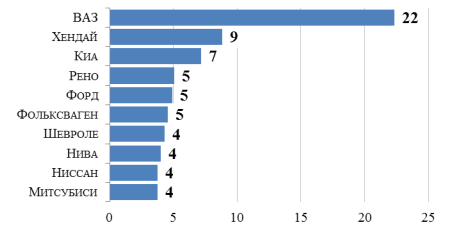 ВАЗ 22
ХЕНДАЙ 9
КИА 7
РЕНО 5
ФОРД 5
ФОЛЬКСВАГЕН 5
ШЕВРОЛЕ 4
НИВА 4
НИССАН 4
МИТСУБИСИ 4
0 5 10 15 20 25